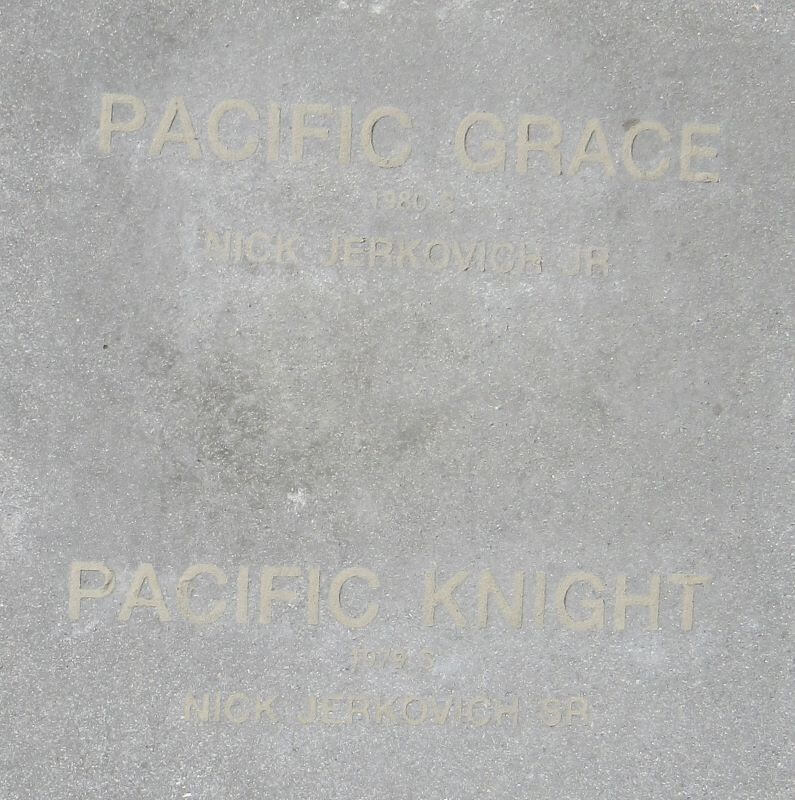 PACIFIC GRACE
1980 S
NICK JERKOVICH JR
PACIFIC KNIGHT
1979 S
NICK JERKOVICH SR